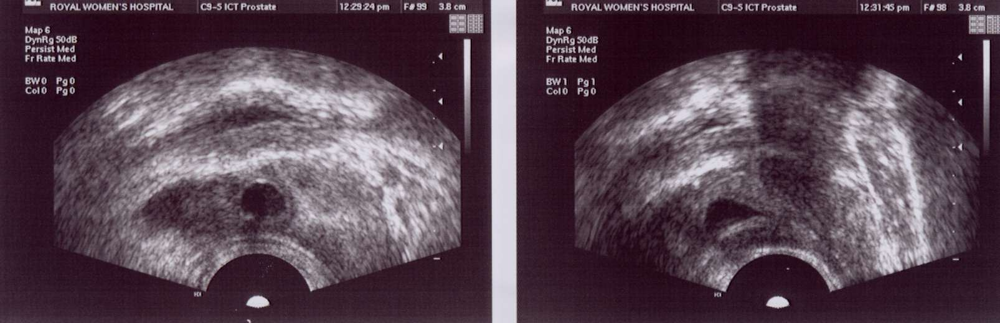 ROYAL WOMEN'S HOSPITAL C9-5 ICT Prostate 12:29:24 pm F# 99 3.8 cm
Map 6
DynRg 50dB
Persist Med
Fr Rate Med
BW 0 Pg 0
Col 0 Pg 0
ROYAL WOMEN'S HOSPITAL C9-5 ICT Prostate 12:31:45 pm F# 98 3.8 cm
Map 6
DynRg 50dB
Persist Med
Fr Rate Med
BW 1 Pg 1
Col 0 Pg 0